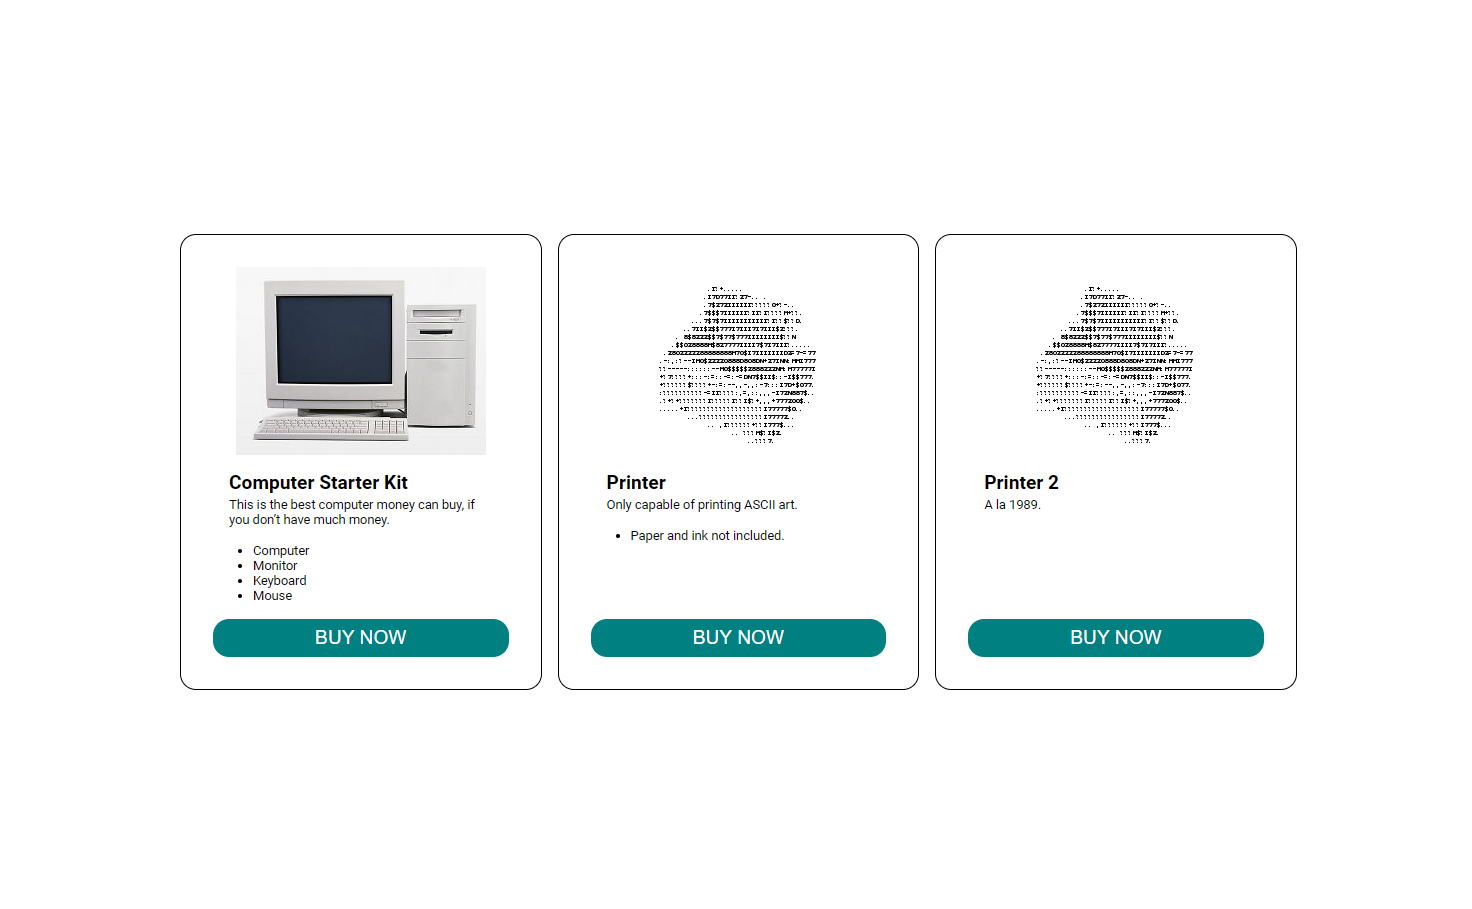 Computer Starter Kit
This is the best computer money can buy, if
you don’t have much money.
Computer
Monitor
Keyboard
Mouse
BUY NOW
Printer
Only capable of printing ASCII art.
Paper and ink not included.
BUY NOW
Printer 2
A la 1989.
BUY NOW